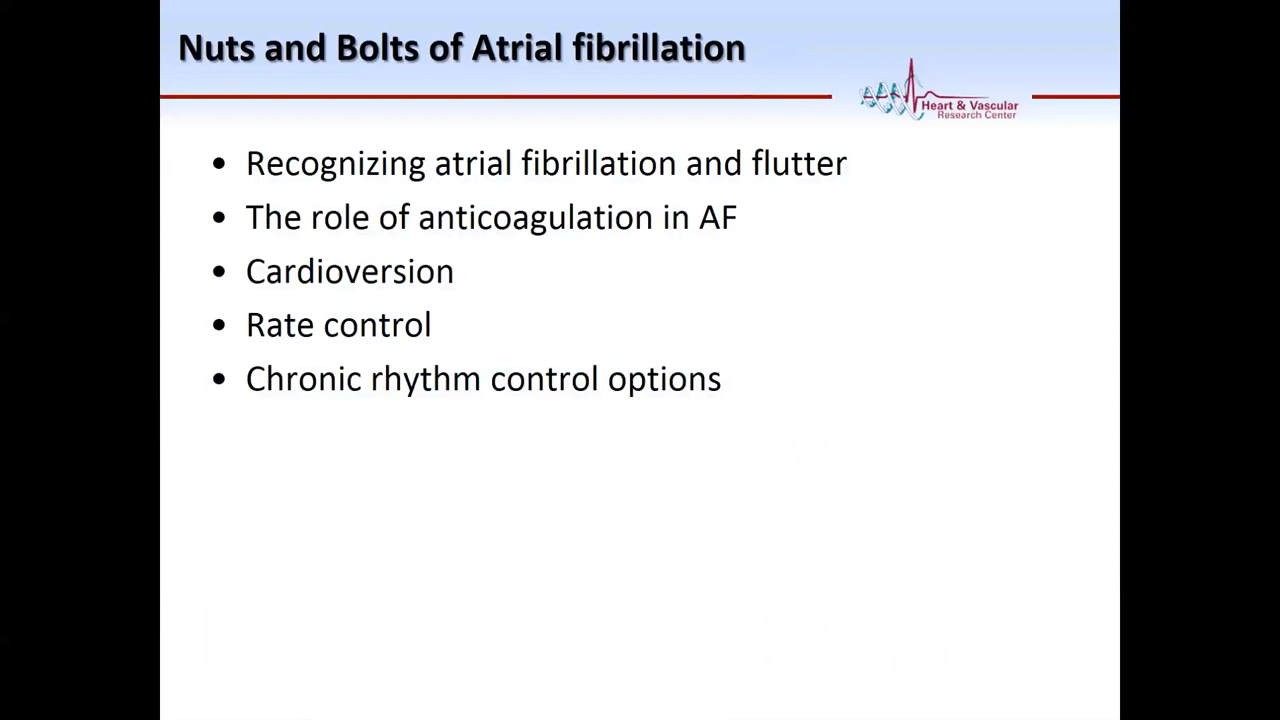 Nuts and Bolts of Atrial fibrillation
Heart & Vascular
Research Center
• Recognizing atrial fibrillation and flutter
• The role of anticoagulation in AF
• Cardioversion
• Rate control
• Chronic rhythm control options